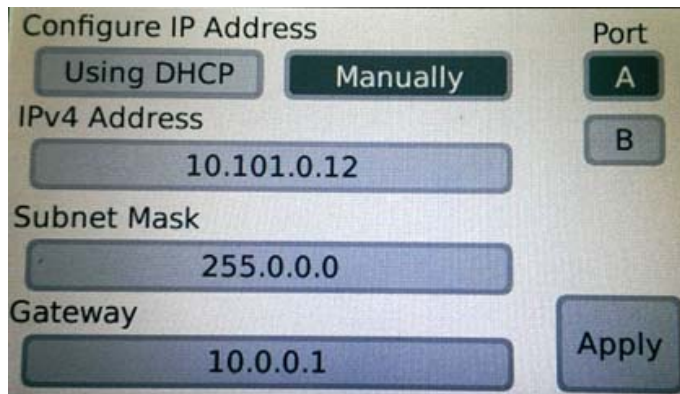 Configure IP Address
Port
Using DHCP
Manually
A
IPv4 Address
B
10.101.0.12
Subnet Mask
255.0.0.0
Gateway
Apply
10.0.0.1